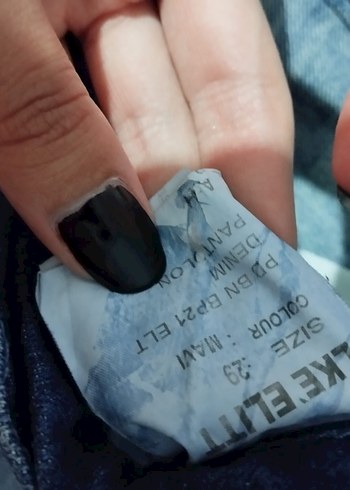 KE'ELIT
SIZE :29
COLOUR : MAVI
PD BN BP21 ELT
DENIM
PANTOLON